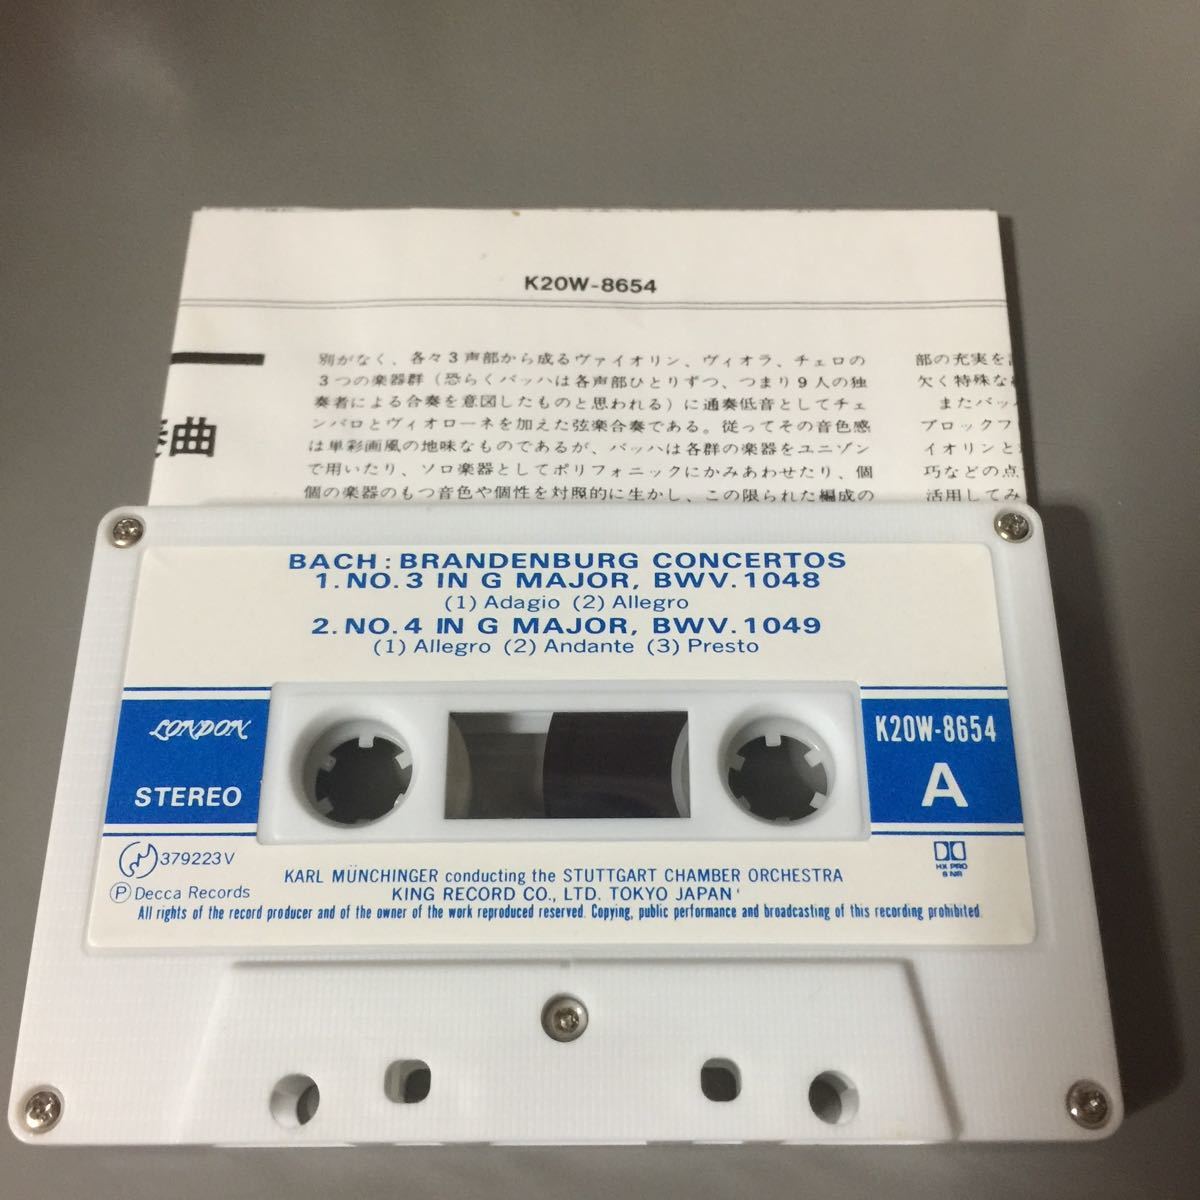 K20W-8654
曲
別がなく、各々3声部から成るヴァイオリン、ヴィオラ、チェロの
3つの楽器群(恐らくバッハは各声部ひとりずつ、つまり9人の独
奏者による合奏を意図したものと思われる)に通奏低音としてチェ
ンバロとヴィオローネを加えた弦楽合奏である。従ってその音色感
は単彩画風の地味なものであるが、バッハは各群の楽器をユニゾン
で用いたり、ソロ楽器としてポリフォニックにかみあわせたり、個
個の楽器のもつ音色や個性を対照的に生かし、この限られた編成の
部の充実を
欠く特殊な
またバッ
ブロックフ
イオリンと
巧などの点
活用してみ
BACH : BRANDENBURG CONCERTOS
1. NO. 3 IN G MAJOR, BWV. 1048
(1) Adagio (2) Allegro
2. NO. 4 IN G MAJOR, BWV. 1049
(1) Allegro (2) Andante (3) Presto
LONDON
STEREO
K20W-8654
A
379223V
Ⓟ Decca Records
HX PRO
B NR
KARL MÜNCHINGER conducting the STUTTGART CHAMBER ORCHESTRA
KING RECORD CO., LTD. TOKYO JAPAN
All rights of the record producer and of the owner of the work reproduced reserved. Copying, public performance and broadcasting of this recording prohibited.